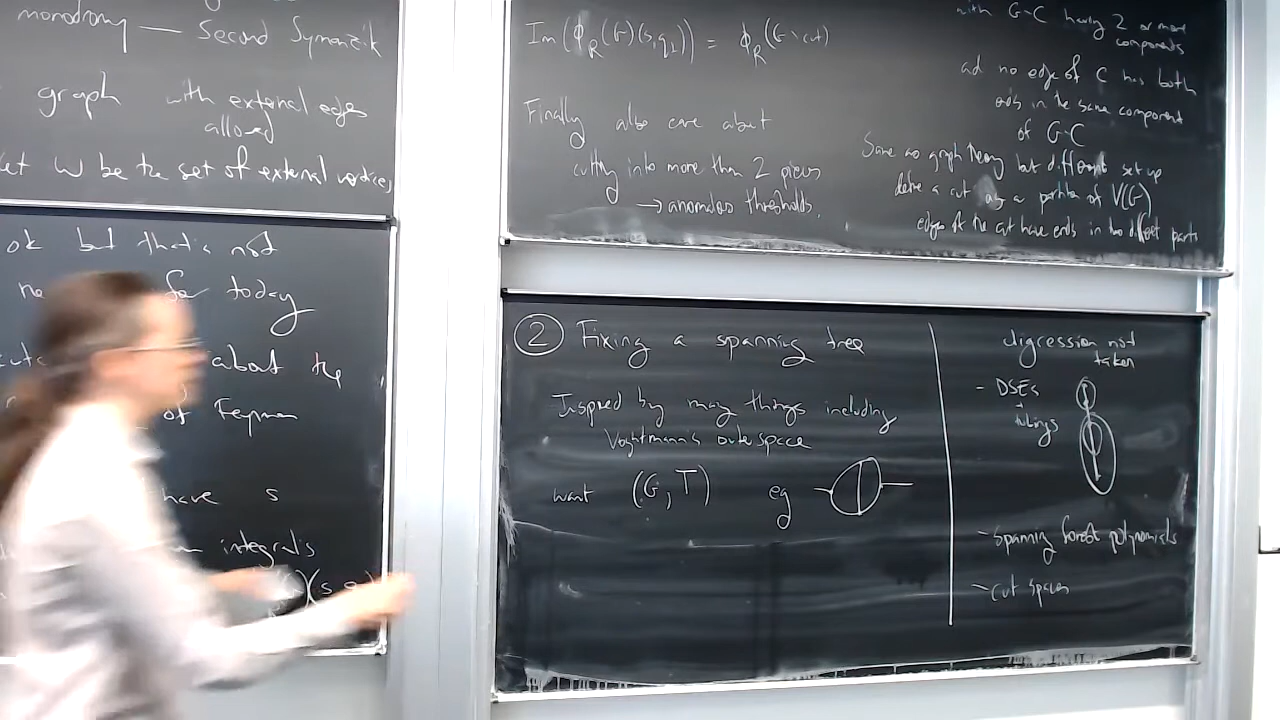 monodromy — Second Symanzik
graph with external edges
allowed
Let W be the set of external vertices
ok but that's not
for today
about the
of Feynman
have s
integrals
Im(ϕ_R(G)(s,q_2)) = ϕ_R(G\cut)
Finally also care about
cutting into more than 2 pieces
→ anomalous thresholds.
with G-C having 2 or more
components
ad no edge of C has both
ends in the same component
of G-C
Same as graph theory but different set up
define a cut as a partition of V(G)
edges of the cut have ends in two different parts
② Fixing a spanning tree
Inspired by many things including
Voghtmann's outer space
want (G, T) eg
digression not
taken
- DSEs
tubings
- spanning forest polynomials
- cut spaces